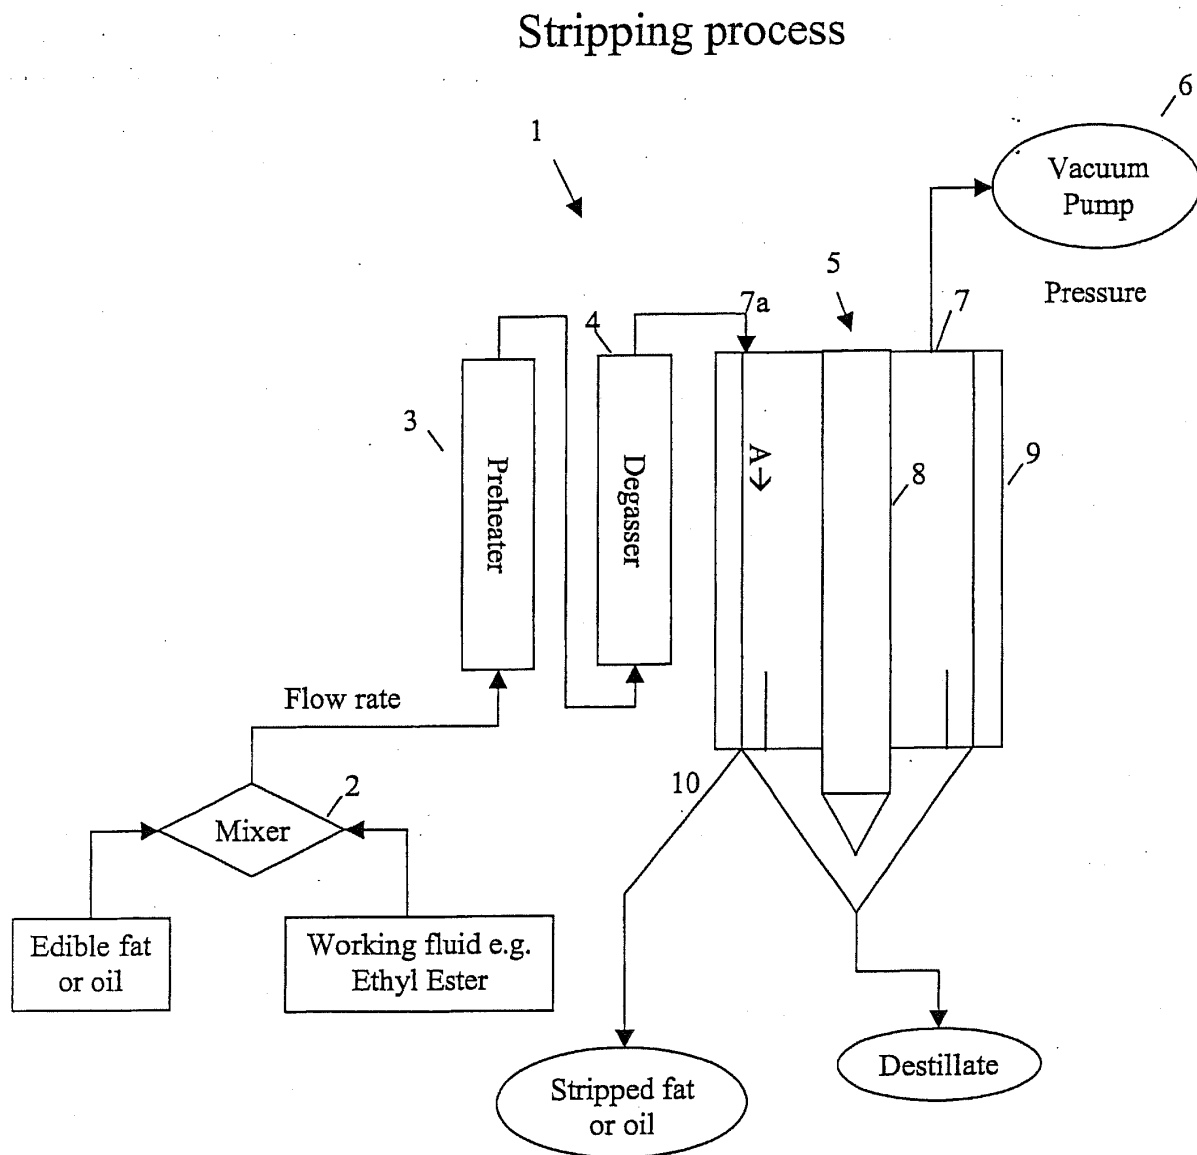 Stripping process
6
1
Vacuum
Pump
5
7a
7
Pressure
4
3
Preheater
Degasser
A
8
9
Flow rate
2
10
Mixer
Edible fat
or oil
Working fluid e.g.
Ethyl Ester
Stripped fat
or oil
Destillate